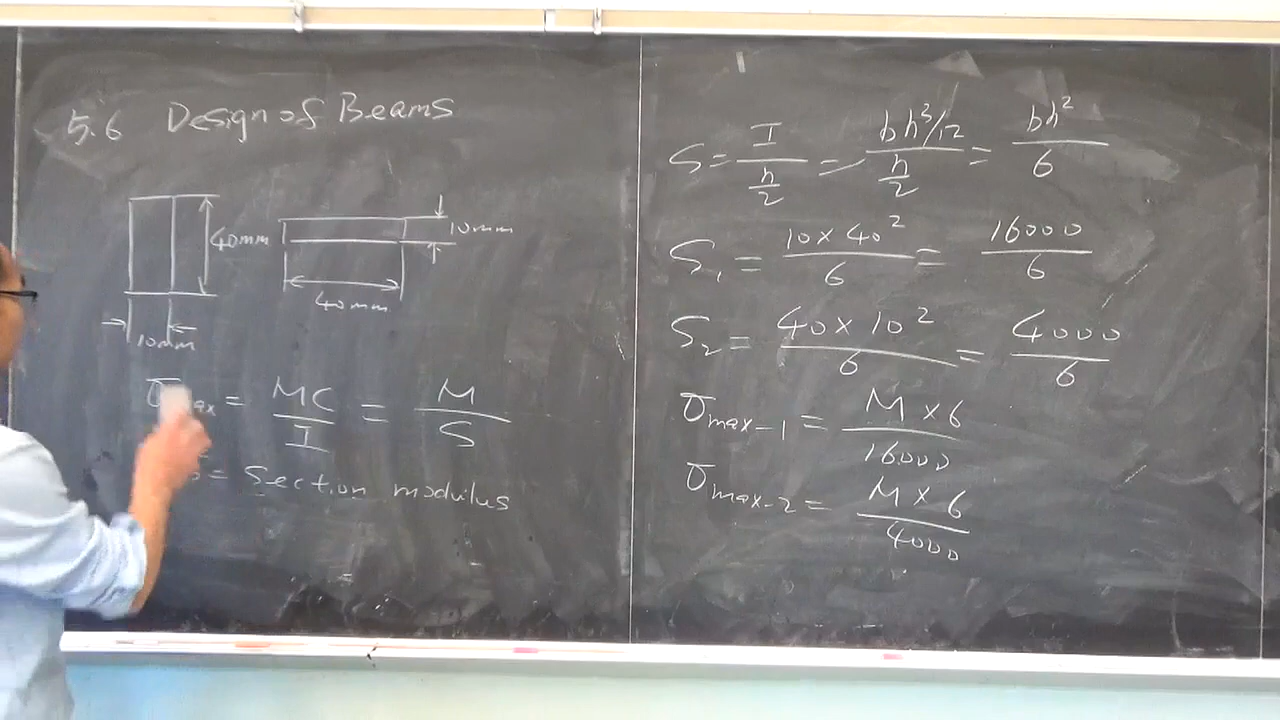 5.6 Design of Beams
40mm
10mm
40mm
10mm
σmax = MC/I = M/S
S = Section modulus
S = I/(h/2) = (bh³/12)/(h/2) = bh²/6
S₁ = 10 × 40²/6 = 16000/6
S₂ = 40 × 10²/6 = 4000/6
σmax-1 = M × 6/16000
σmax-2 = M × 6/4000